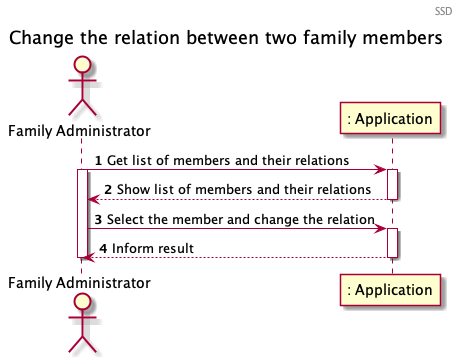 SSD
Change the relation between two family members
Family Administrator
: Application
1 Get list of members and their relations
2 Show list of members and their relations
3 Select the member and change the relation
4 Inform result
Family Administrator
: Application